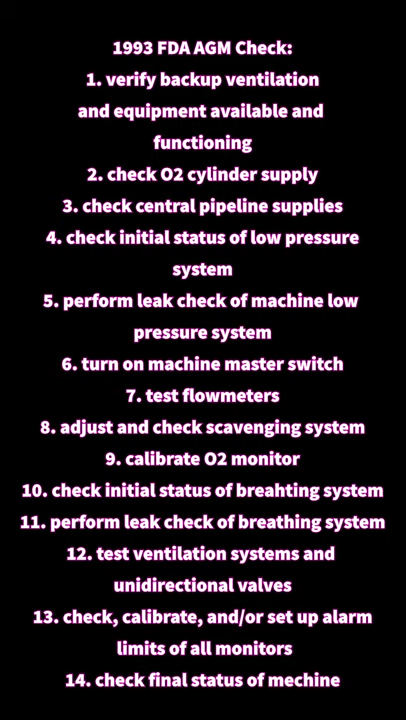 1993 FDA AGM Check:
1. verify backup ventilation
and equipment available and
functioning
2. check O2 cylinder supply
3. check central pipeline supplies
4. check initial status of low pressure
system
5. perform leak check of machine low
pressure system
6. turn on machine master switch
7. test flowmeters
8. adjust and check scavenging system
9. calibrate O2 monitor
10. check initial status of breahting system
11. perform leak check of breathing system
12. test ventilation systems and
unidirectional valves
13. check, calibrate, and/or set up alarm
limits of all monitors
14. check final status of mechine